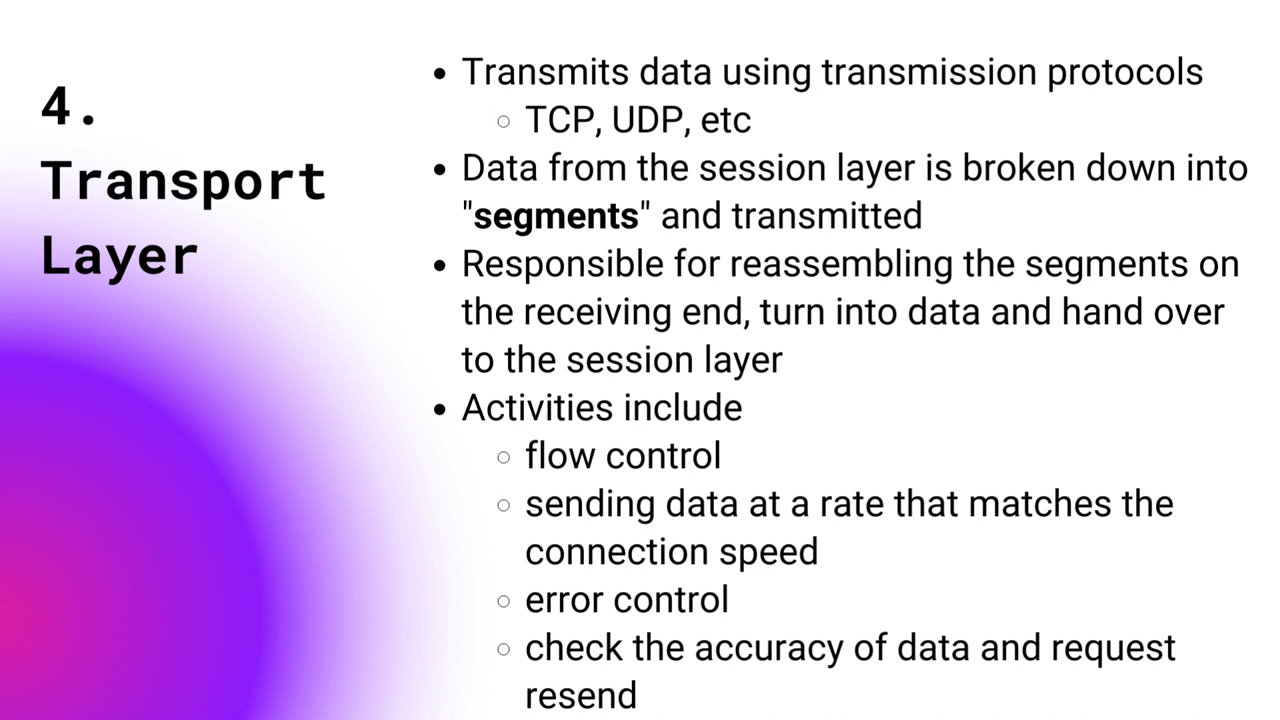 4.
Transport
Layer
• Transmits data using transmission protocols
○ TCP, UDP, etc
• Data from the session layer is broken down into
"segments" and transmitted
• Responsible for reassembling the segments on
the receiving end, turn into data and hand over
to the session layer
• Activities include
○ flow control
○ sending data at a rate that matches the
connection speed
○ error control
○ check the accuracy of data and request
resend